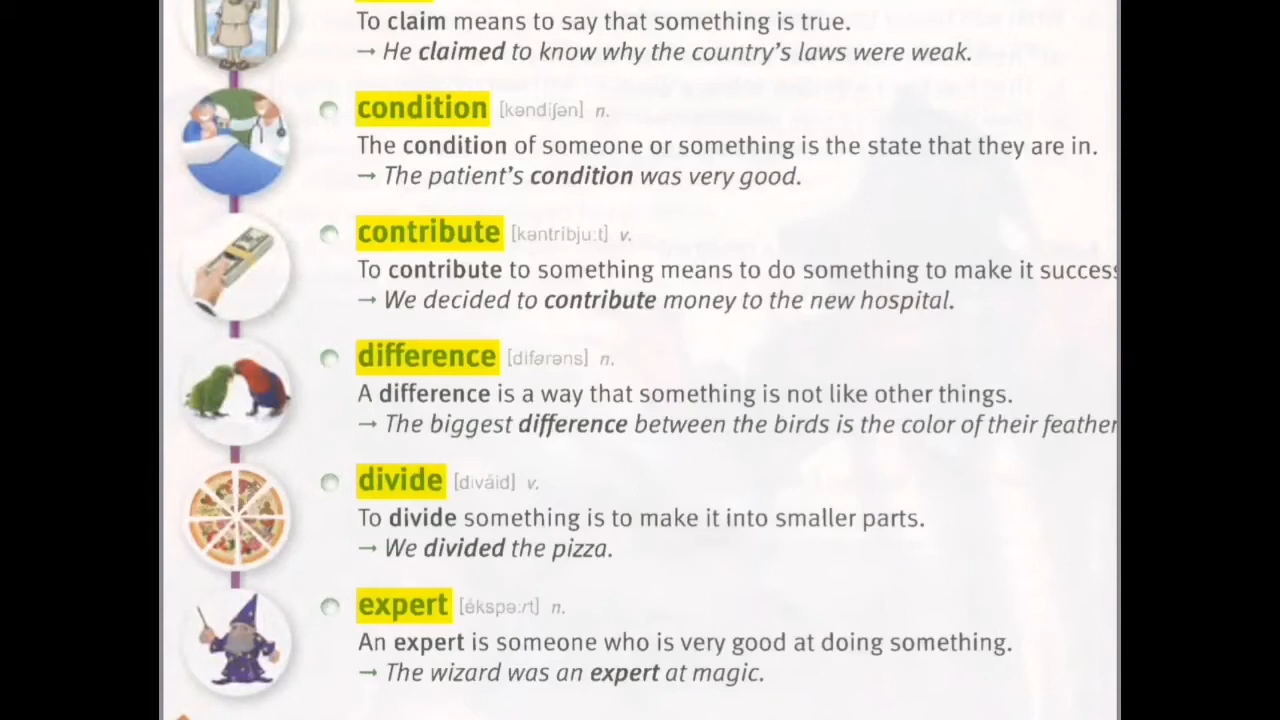 To claim means to say that something is true.
→ He claimed to know why the country's laws were weak.
condition [kəndíʃən] n.
The condition of someone or something is the state that they are in.
→ The patient's condition was very good.
contribute [kəntríbju:t] v.
To contribute to something means to do something to make it success
→ We decided to contribute money to the new hospital.
difference [dífərəns] n.
A difference is a way that something is not like other things.
→ The biggest difference between the birds is the color of their feather
divide [diváid] v.
To divide something is to make it into smaller parts.
→ We divided the pizza.
expert [ékspə:rt] n.
An expert is someone who is very good at doing something.
→ The wizard was an expert at magic.